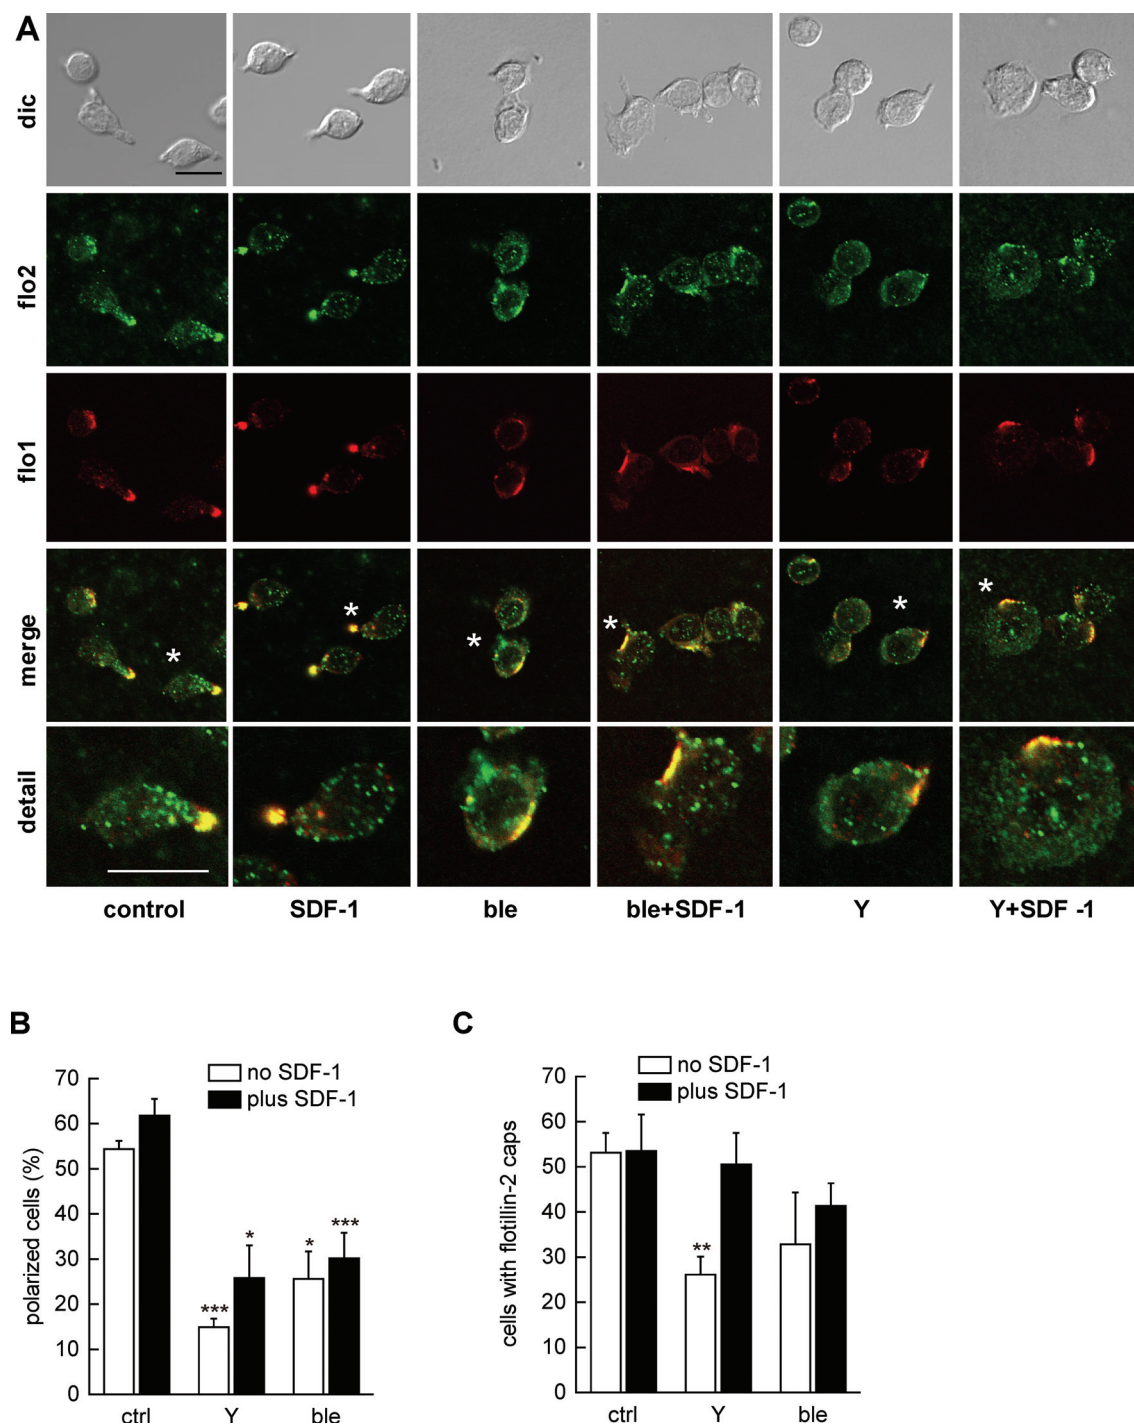 A
dic
flo2
flo1
merge
*
*
*
*
*
*
detail
control SDF-1 ble ble+SDF-1 Y Y+SDF -1
B
no SDF-1
plus SDF-1
polarized cells (%)
70
60
50
40
30
20
10
0
***
*
*
***
ctrl Y ble
C
no SDF-1
plus SDF-1
cells with flotillin-2 caps
70
60
50
40
30
20
10
0
**
ctrl Y ble